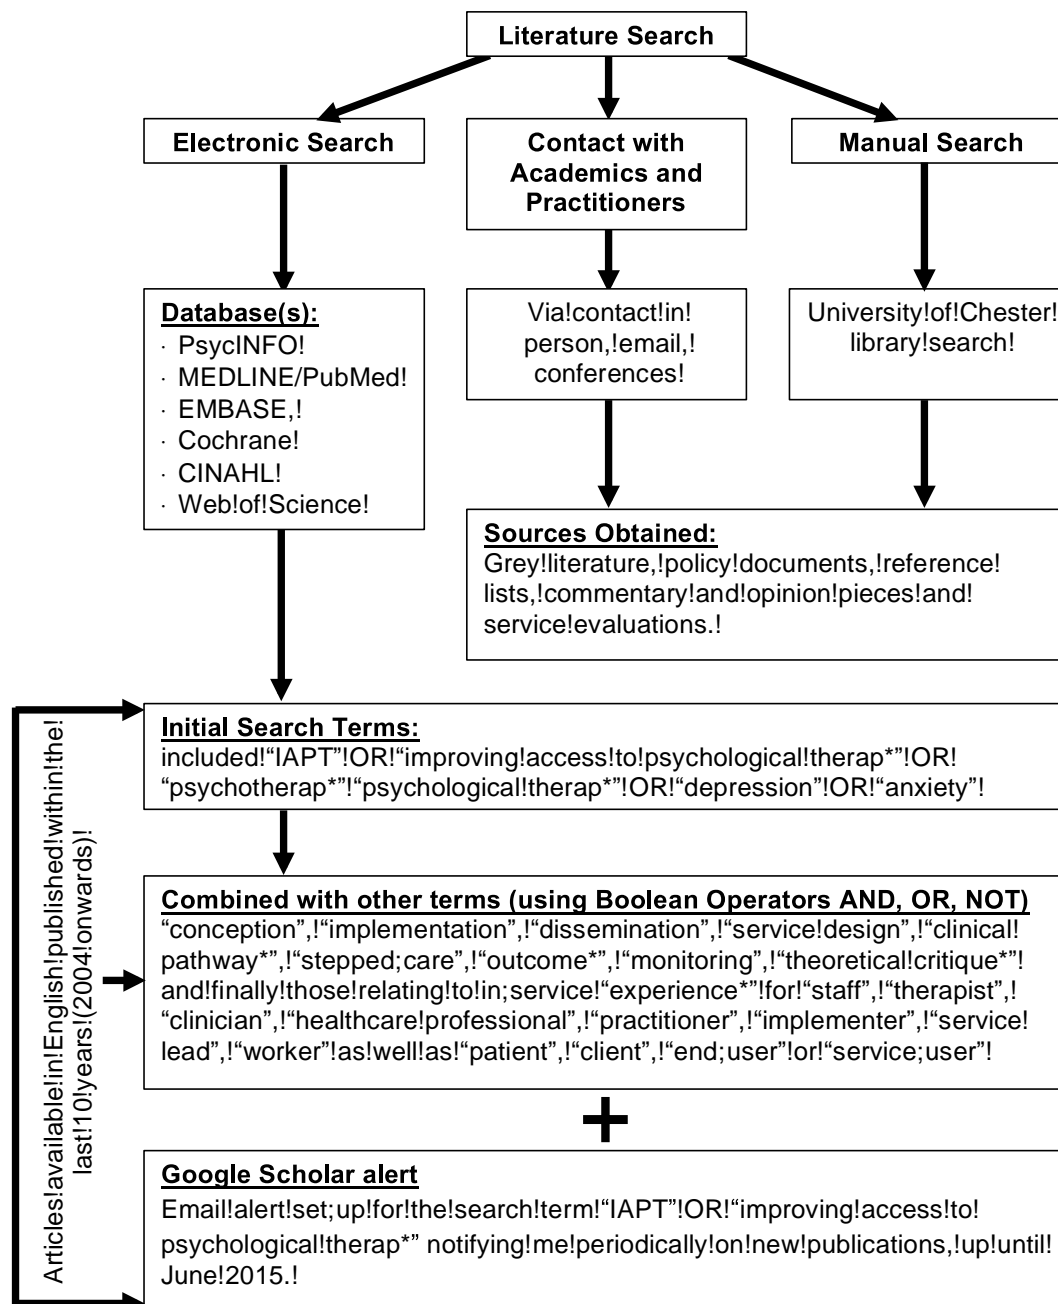 Literature Search
Electronic Search
Contact with
Academics and
Practitioners
Manual Search
Database(s):
· PsycINFO!
· MEDLINE/PubMed!
· EMBASE,!
· Cochrane!
· CINAHL!
· Web!of!Science!
Via!contact!in!
person,!email,!
conferences!
University!of!Chester!
library!search!
Sources Obtained:
Grey!literature,!policy!documents,!reference!
lists,!commentary!and!opinion!pieces!and!
service!evaluations.!
Articles!available!in!English!published!within!the!
last!10!years!(2004!onwards)!
Initial Search Terms:
included!“IAPT”!OR!“improving!access!to!psychological!therap*”!OR!
“psychotherap*”!“psychological!therap*”!OR!“depression”!OR!“anxiety”!
Combined with other terms (using Boolean Operators AND, OR, NOT)
“conception”,!“implementation”,!“dissemination”,!“service!design”,!“clinical!
pathway*”,!“stepped;care”,!“outcome*”,!“monitoring”,!“theoretical!critique*”!
and!finally!those!relating!to!in;service!“experience*”!for!“staff”,!“therapist”,!
“clinician”,!“healthcare!professional”,!“practitioner”,!“implementer”,!“service!
lead”,!“worker”!as!well!as!“patient”,!“client”,!“end;user”!or!“service;user”!
+
Google Scholar alert
Email!alert!set;up!for!the!search!term!“IAPT”!OR!“improving!access!to!
psychological!therap*” notifying!me!periodically!on!new!publications,!up!until!
June!2015.!